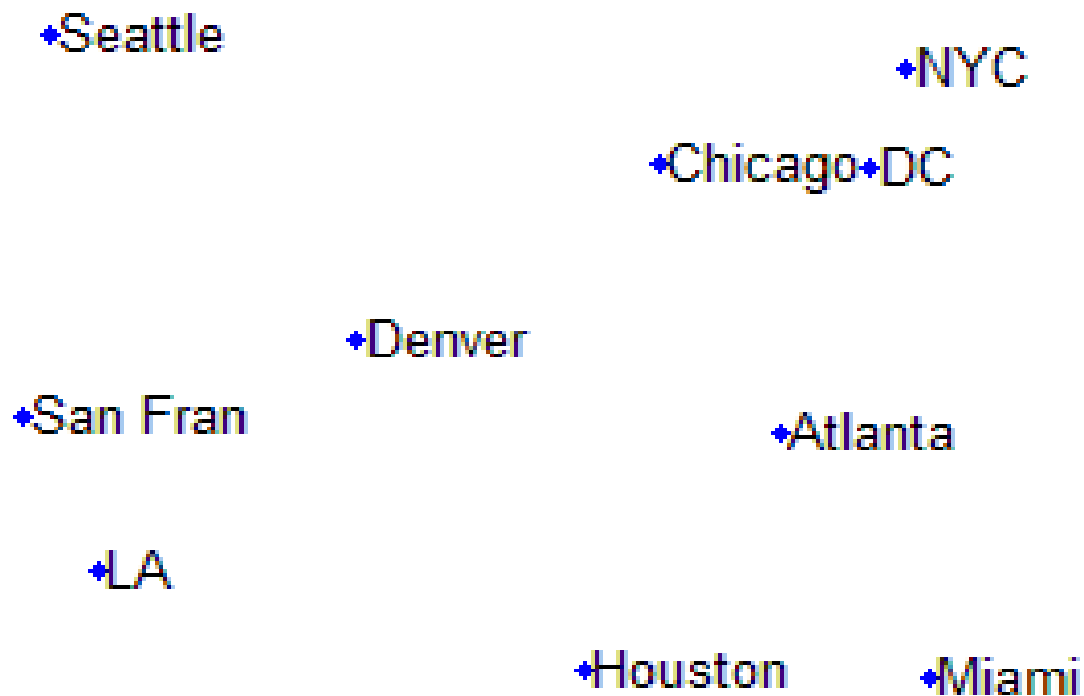 Seattle
NYC
Chicago
DC
Denver
San Fran
Atlanta
LA
Houston
Miami